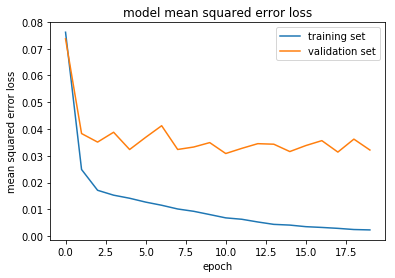 model mean squared error loss
training set
validation set
mean squared error loss
0.08
0.07
0.06
0.05
0.04
0.03
0.02
0.01
0.00
0.0 2.5 5.0 7.5 10.0 12.5 15.0 17.5
epoch